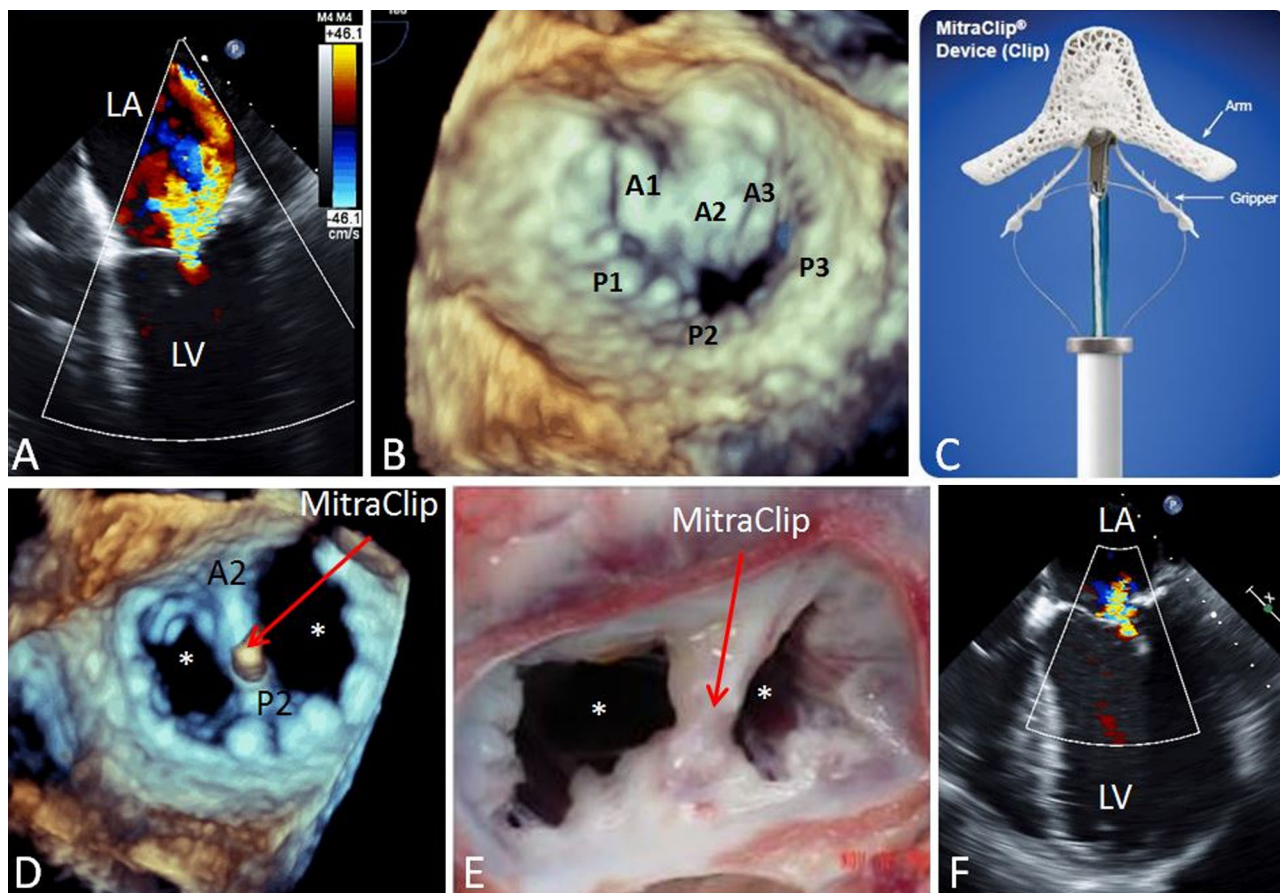 M4 M4
+46.1
-46.1
cm/s
P
LA
LV
A
180
A1
A2
A3
P1
P2
P3
B
MitraClip®
Device (Clip)
Arm
Gripper
C
MitraClip
A2
*
*
P2
D
MitraClip
*
*
E
P
LA
x
LV
F